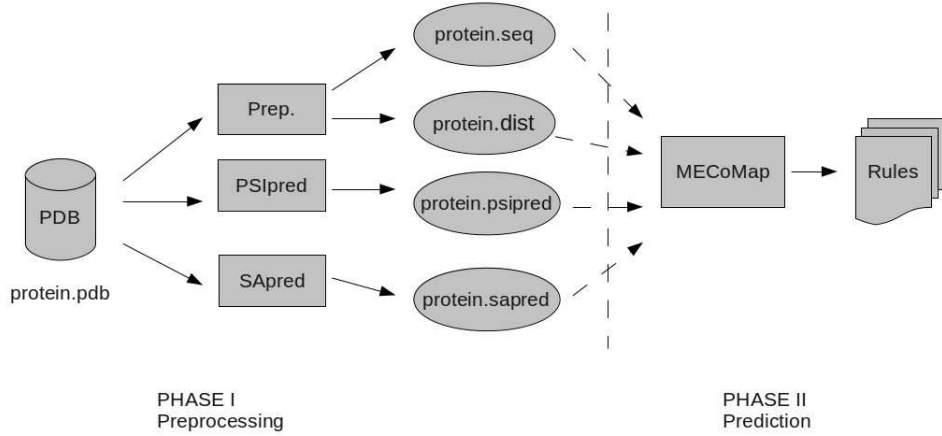 protein.seq
Prep.
protein.dist
PDB
PSIpred
protein.psipred
MECoMap
Rules
SApred
protein.sapred
protein.pdb
PHASE I
Preprocessing
PHASE II
Prediction